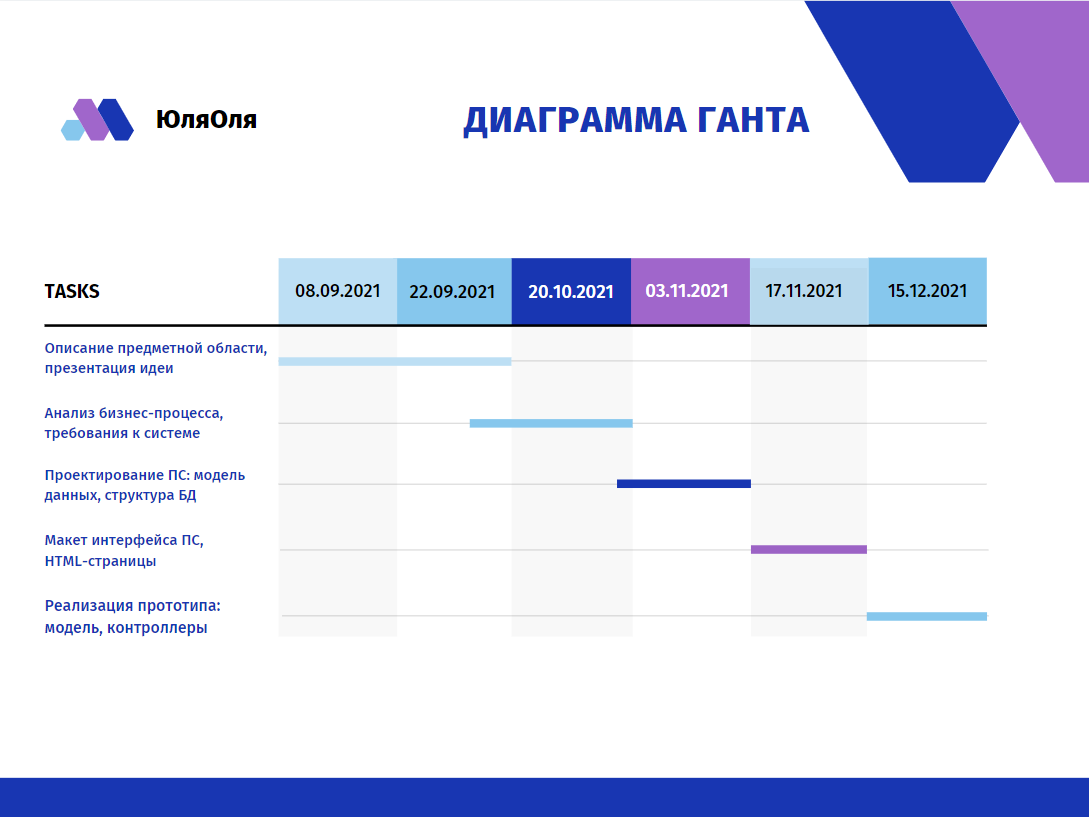 ЮляОля
ДИАГРАММА ГАНТА
TASKS 08.09.2021 22.09.2021 20.10.2021 03.11.2021 17.11.2021 15.12.2021
Описание предметной области,
презентация идеи
Анализ бизнес-процесса,
требования к системе
Проектирование ПС: модель
данных, структура БД
Макет интерфейса ПС,
HTML-страницы
Реализация прототипа:
модель, контроллеры